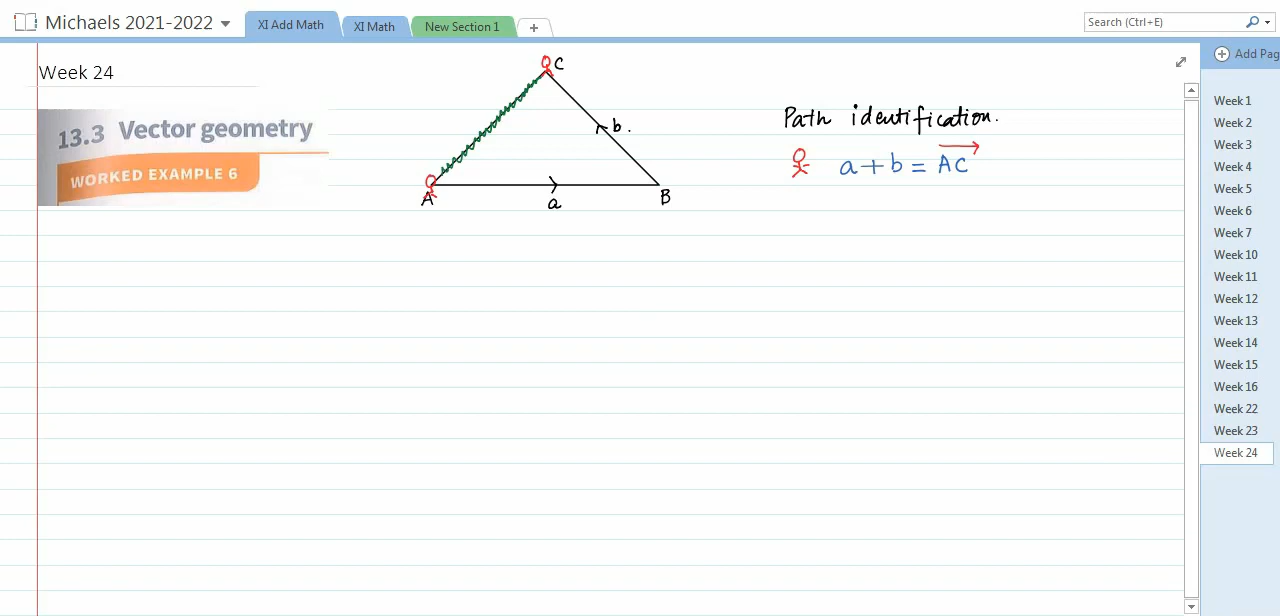 Michaels 2021-2022
XI Add Math
XI Math
New Section 1
+
Search (Ctrl+E)
Week 24
13.3 Vector geometry
WORKED EXAMPLE 6
C
b.
A
a
B
Path identification.
a + b = AC
Add Pag
Week 1
Week 2
Week 3
Week 4
Week 5
Week 6
Week 7
Week 10
Week 11
Week 12
Week 13
Week 14
Week 15
Week 16
Week 22
Week 23
Week 24